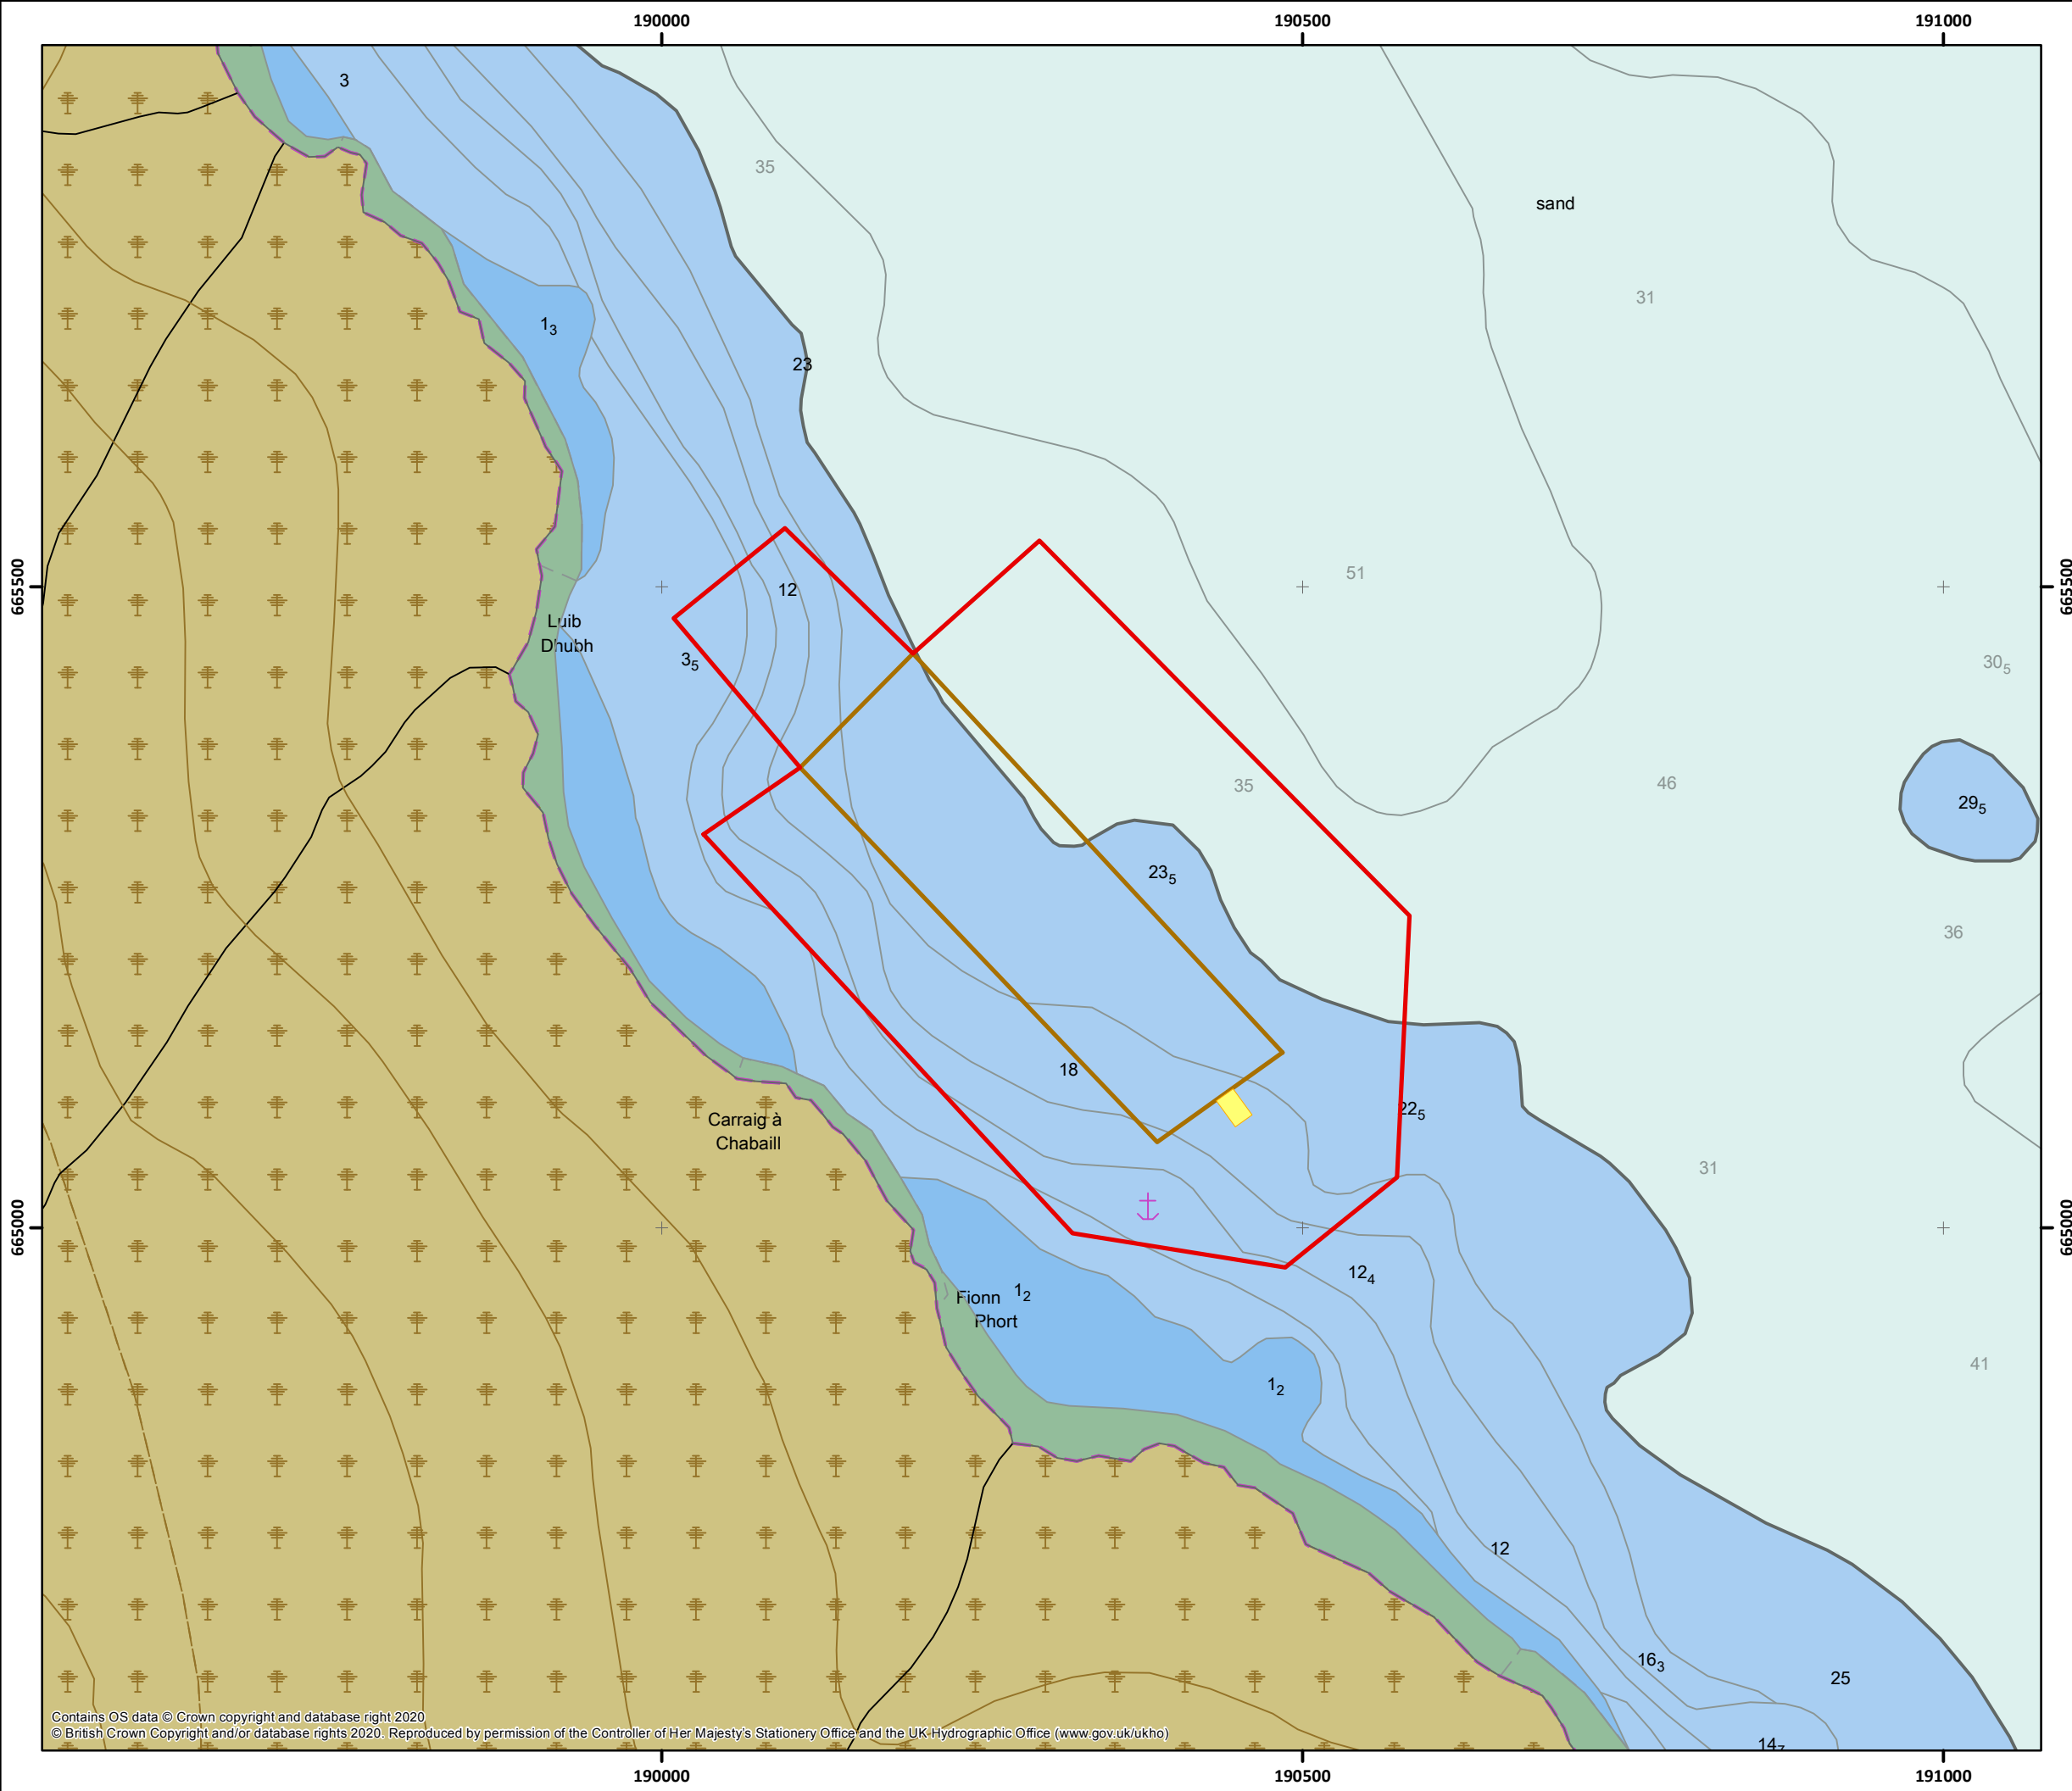 190000 190500 191000
3
35
sand
1₃
31
23
665500 12 51 665500
Luib
Dhubh
3₅
30₅
35 46
29₅
23₅
36
18
22₅
Carraig à
Chabaill
31
665000 665000
12₄
Fionn 1₂
Phort
41
1₂
12
16₃
25
Contains OS data © Crown copyright and database right 2020
© British Crown Copyright and/or database rights 2020. Reproduced by permission of the Controller of Her Majesty's Stationery Office and the UK Hydrographic Office (www.gov.uk/ukho)
14₇
190000 190500 191000